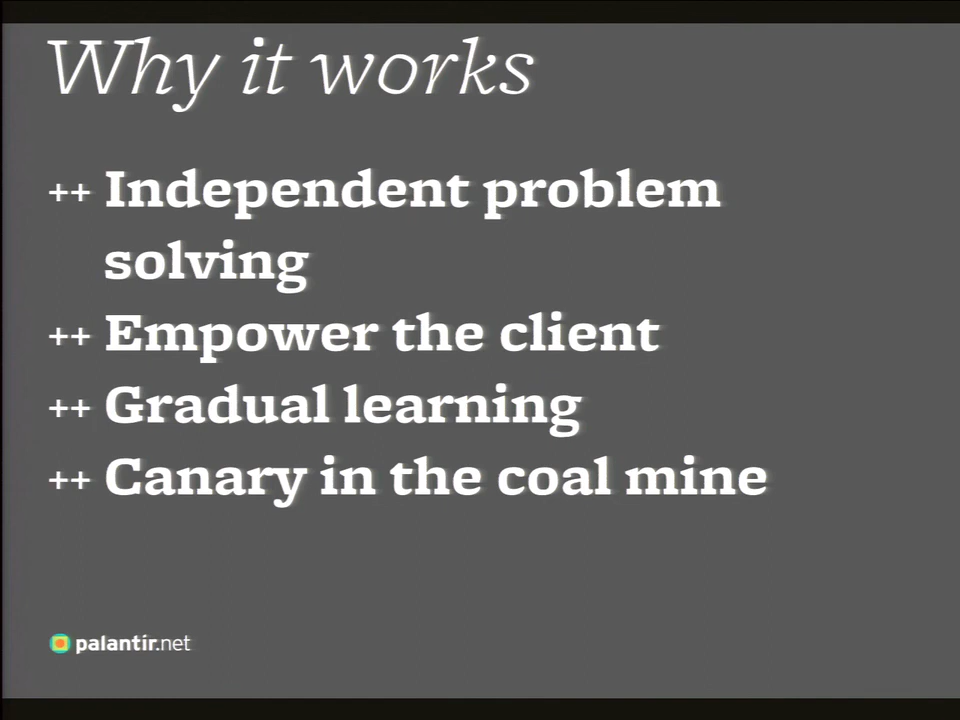 Why it works
++ Independent problem
solving
++ Empower the client
++ Gradual learning
++ Canary in the coal mine
palantir.net